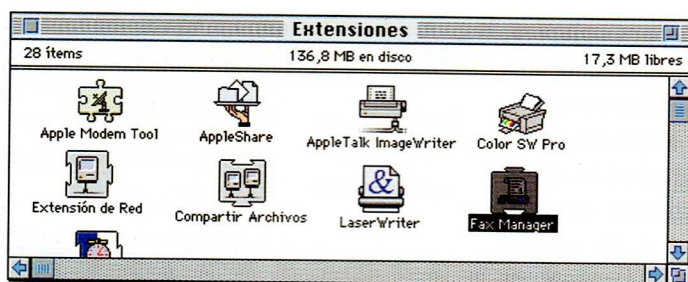 Extensiones
28 ítems 136,8 MB en disco 17,3 MB libres
Apple Modem Tool AppleShare AppleTalk ImageWriter Color SW Pro
Extensión de Red Compartir Archivos LaserWriter Fax Manager